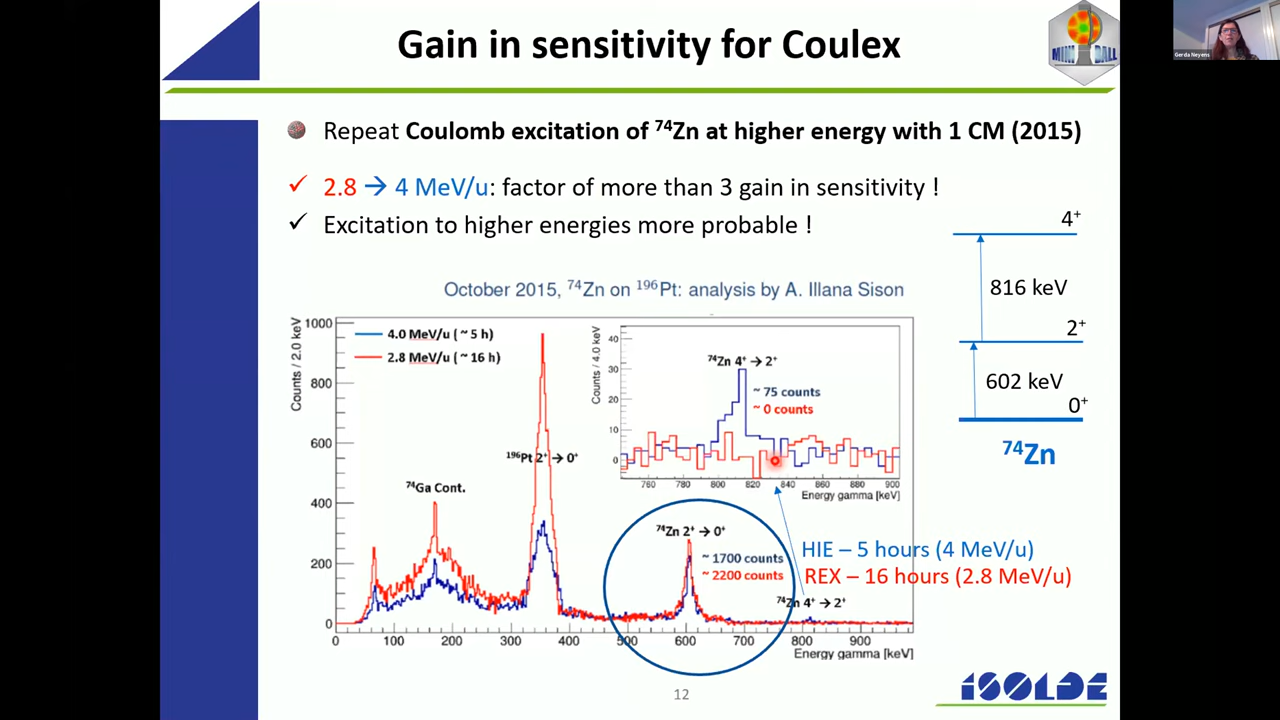 Gain in sensitivity for Coulex
MINI BALL
Gerda Neyens
Repeat Coulomb excitation of ⁷⁴Zn at higher energy with 1 CM (2015)
2.8 → 4 MeV/u: factor of more than 3 gain in sensitivity !
Excitation to higher energies more probable !
4⁺
816 keV
2⁺
602 keV
0⁺
⁷⁴Zn
October 2015, ⁷⁴Zn on ¹⁹⁶Pt: analysis by A. Illana Sison
Counts / 2.0 keV
1000
800
600
400
200
0
4.0 MeV/u ( ~ 5 h)
2.8 MeV/u ( ~ 16 h)
Counts / 4.0 keV
40
30
20
10
0
⁷⁴Zn 4⁺ → 2⁺
~ 75 counts
~ 0 counts
760 780 800 820 840 860 880 900
Energy gamma [keV]
¹⁹⁶Pt 2⁺ → 0⁺
⁷⁴Ga Cont.
⁷⁴Zn 2⁺ → 0⁺
~ 1700 counts
~ 2200 counts
HIE – 5 hours (4 MeV/u)
REX – 16 hours (2.8 MeV/u)
⁷⁴Zn 4⁺ → 2⁺
0 100 200 300 400 500 600 700 800 900
Energy gamma [keV]
12
ISOLDE